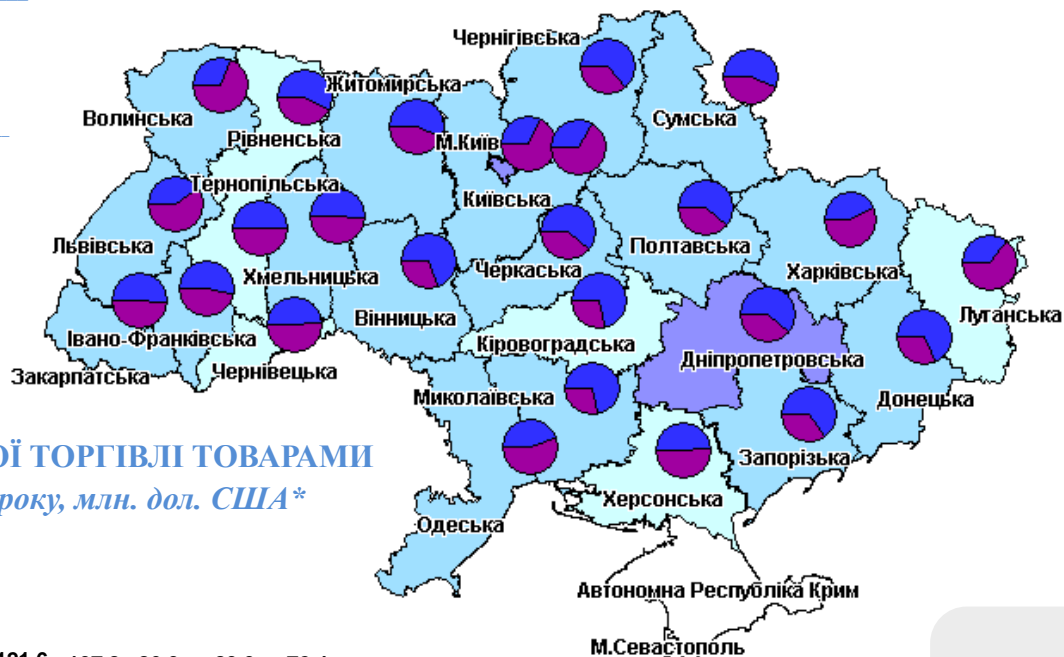 Чернігівська
Житомирська
Волинська
Сумська
Рівненська
М.Київ
Тернопільська
Київська
Львівська
Полтавська
Черкаська
Харківська
Хмельницька
Вінницька
Луганська
Івано-Франківська
Кіровоградська
Дніпропетровська
Закарпатська
Чернівецька
Миколаївська
Донецька
ОЇ ТОРГІВЛІ ТОВАРАМИ
Запорізька
року, млн. дол. США*
Херсонська
Одеська
Автономна Республіка Крим
М.Севастополь